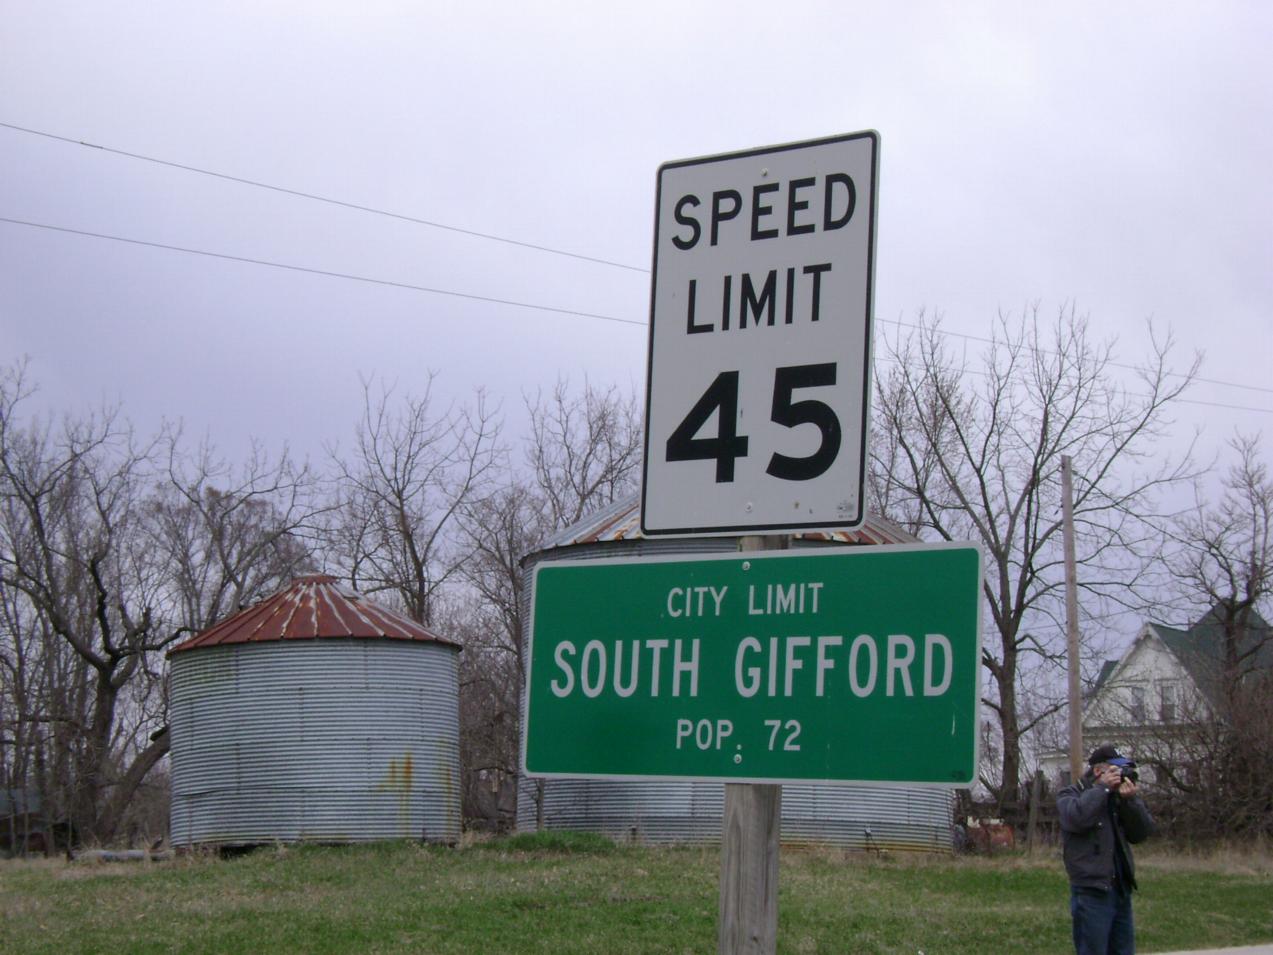 SPEED
LIMIT
45
CITY LIMIT
SOUTH GIFFORD
POP. 72